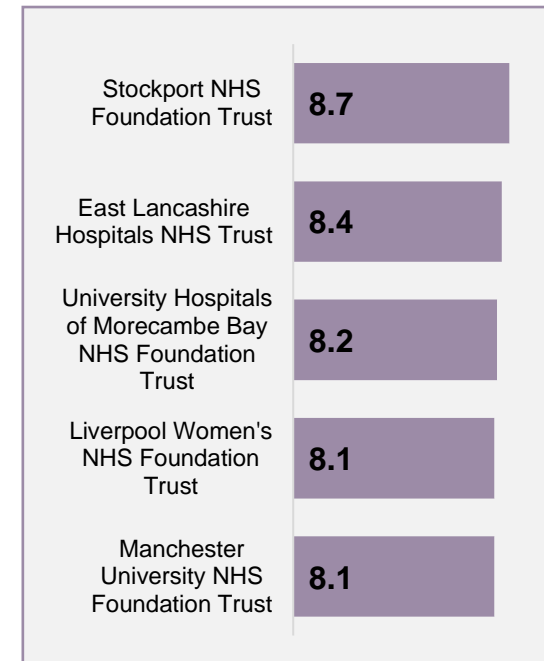 Stockport NHS
Foundation Trust
8.7
East Lancashire
Hospitals NHS Trust
8.4
University Hospitals
of Morecambe Bay
NHS Foundation
Trust
8.2
Liverpool Women's
NHS Foundation
Trust
8.1
Manchester
University NHS
Foundation Trust
8.1